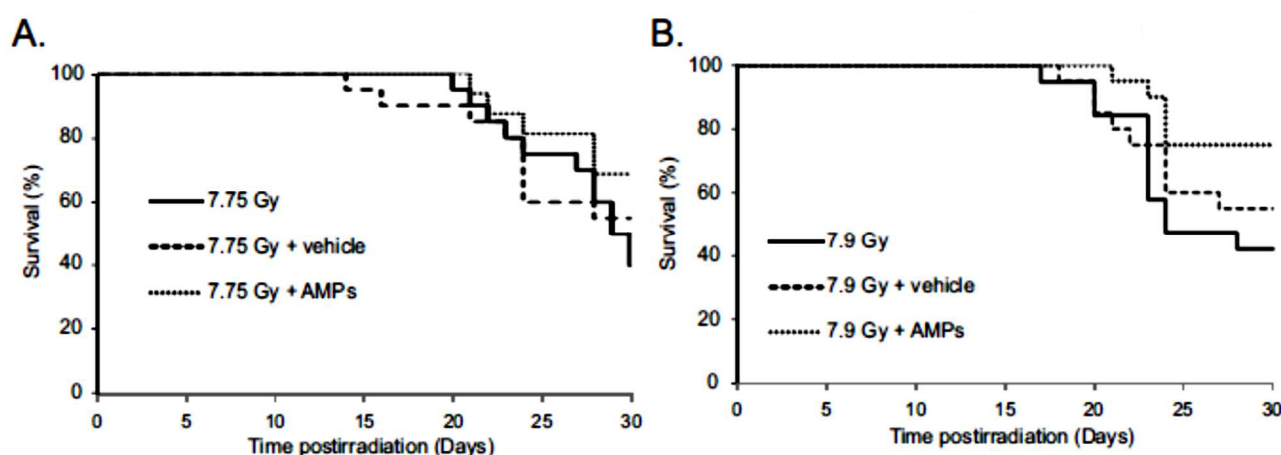 A.
100
80
60
40
20
0
Survival (%)
7.75 Gy
7.75 Gy + vehicle
7.75 Gy + AMPs
0 5 10 15 20 25 30
Time postirradiation (Days)
B.
100
80
60
40
20
0
Survival (%)
7.9 Gy
7.9 Gy + vehicle
7.9 Gy + AMPs
0 5 10 15 20 25 30
Time postirradiation (Days)